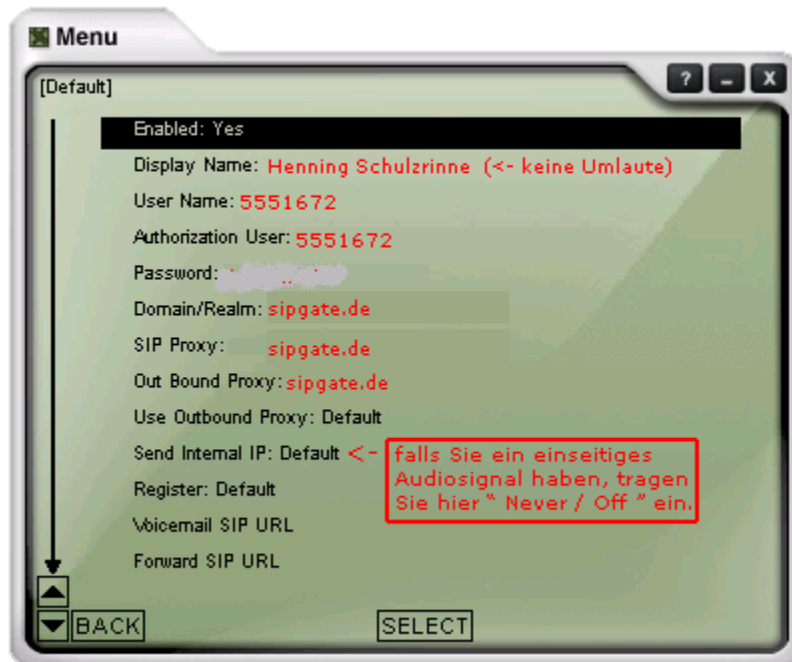 Menu
? - X
[Default]
Enabled: Yes
Display Name: Henning Schulzrinne (<- keine Umlaute)
User Name: 5551672
Authorization User: 5551672
Password:
Domain/Realm: sipgate.de
SIP Proxy: sipgate.de
Out Bound Proxy: sipgate.de
Use Outbound Proxy: Default
Send Internal IP: Default <- falls Sie ein einseitiges
Audiosignal haben, tragen
Sie hier " Never / Off " ein.
Register: Default
Voicemail SIP URL
Forward SIP URL
BACK SELECT